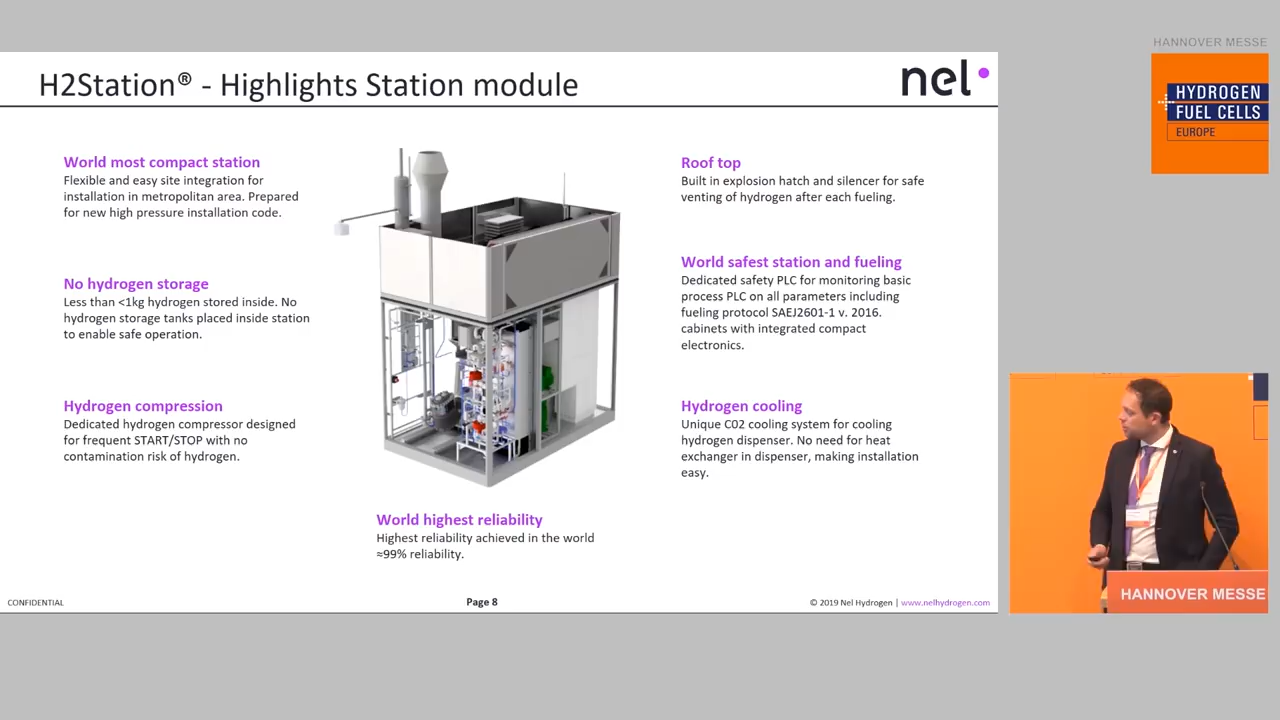 HANNOVER MESSE
HYDROGEN
FUEL CELLS
EUROPE
H2Station® - Highlights Station module
nel
World most compact station
Flexible and easy site integration for
installation in metropolitan area. Prepared
for new high pressure installation code.
No hydrogen storage
Less than <1kg hydrogen stored inside. No
hydrogen storage tanks placed inside station
to enable safe operation.
Hydrogen compression
Dedicated hydrogen compressor designed
for frequent START/STOP with no
contamination risk of hydrogen.
Roof top
Built in explosion hatch and silencer for safe
venting of hydrogen after each fueling.
World safest station and fueling
Dedicated safety PLC for monitoring basic
process PLC on all parameters including
fueling protocol SAEJ2601-1 v. 2016.
cabinets with integrated compact
electronics.
Hydrogen cooling
Unique C02 cooling system for cooling
hydrogen dispenser. No need for heat
exchanger in dispenser, making installation
easy.
World highest reliability
Highest reliability achieved in the world
≈99% reliability.
CONFIDENTIAL
Page 8
© 2019 Nel Hydrogen | www.nelhydrogen.com
HANNOVER MESSE